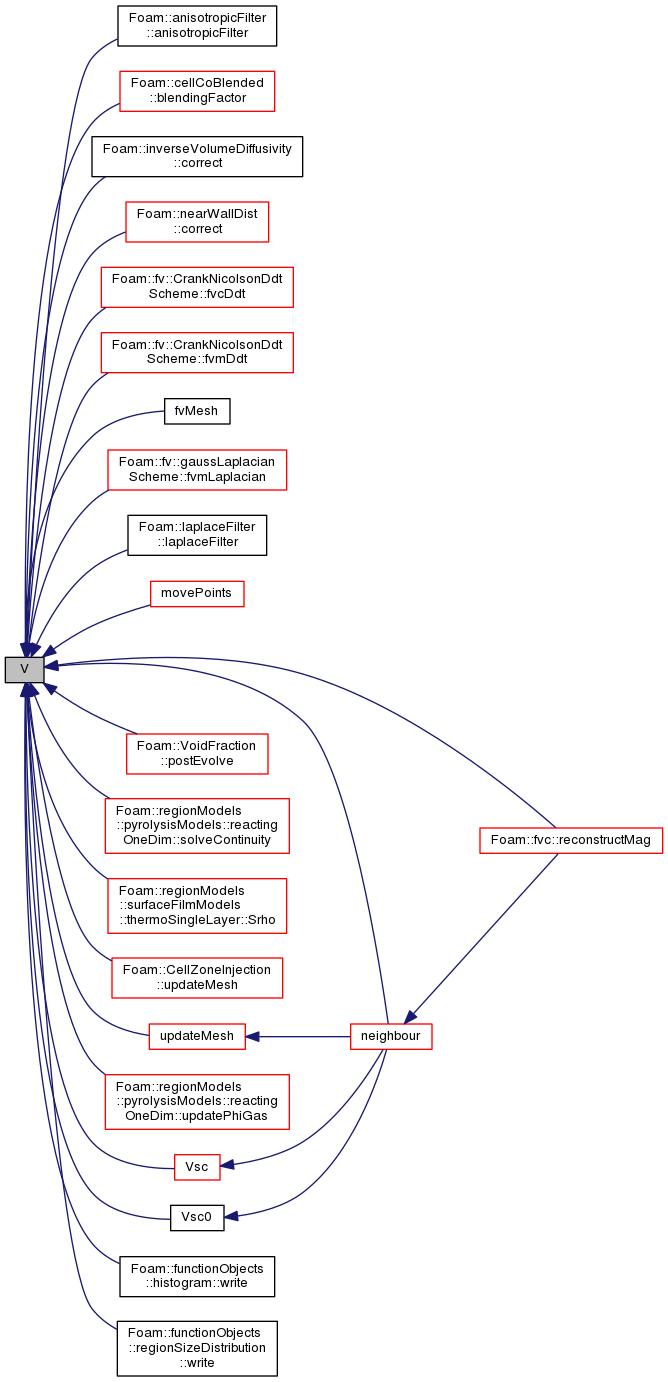 Foam::anisotropicFilter
::anisotropicFilter
Foam::cellCoBlended
::blendingFactor
Foam::inverseVolumeDiffusivity
::correct
Foam::nearWallDist
::correct
Foam::fv::CrankNicolsonDdt
Scheme::fvcDdt
Foam::fv::CrankNicolsonDdt
Scheme::fvmDdt
fvMesh
Foam::fv::gaussLaplacian
Scheme::fvmLaplacian
Foam::laplaceFilter
::laplaceFilter
movePoints
V
Foam::VoidFraction
::postEvolve
Foam::regionModels
::pyrolysisModels::reacting
OneDim::solveContinuity
Foam::fvc::reconstructMag
Foam::regionModels
::surfaceFilmModels
::thermoSingleLayer::Srho
Foam::CellZoneInjection
::updateMesh
updateMesh
neighbour
Foam::regionModels
::pyrolysisModels::reacting
OneDim::updatePhiGas
Vsc
Vsc0
Foam::functionObjects
::histogram::write
Foam::functionObjects
::regionSizeDistribution
::write